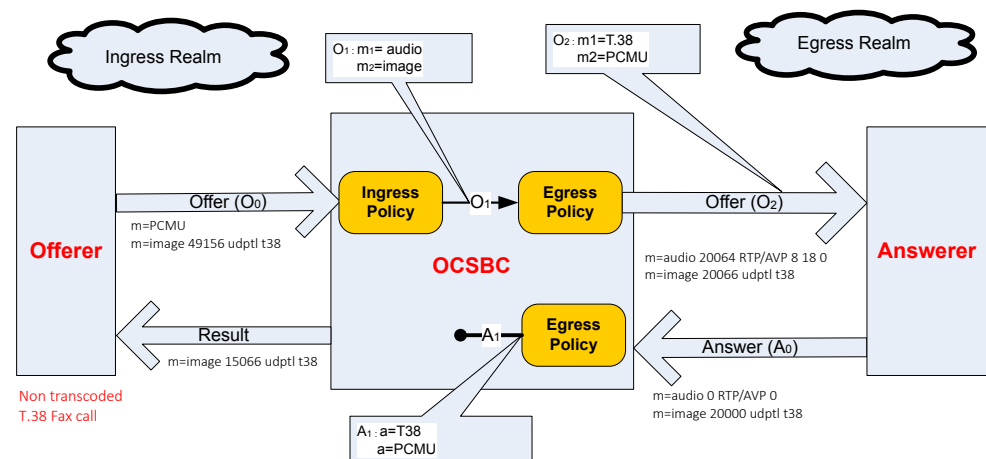 Ingress Realm
Egress Realm
O1 : m1= audio
m2=image
O2 : m1=T.38
m2=PCMU
Offerer
Offer (O0)
m=PCMU
m=image 49156 udptl t38
Ingress
Policy
O1
Egress
Policy
OCSBC
Offer (O2)
m=audio 20064 RTP/AVP 8 18 0
m=image 20066 udptl t38
Answerer
Result
m=image 15066 udptl t38
A1
Egress
Policy
Answer (A0)
m=audio 0 RTP/AVP 0
m=image 20000 udptl t38
Non transcoded
T.38 Fax call
A1 : a=T38
a=PCMU